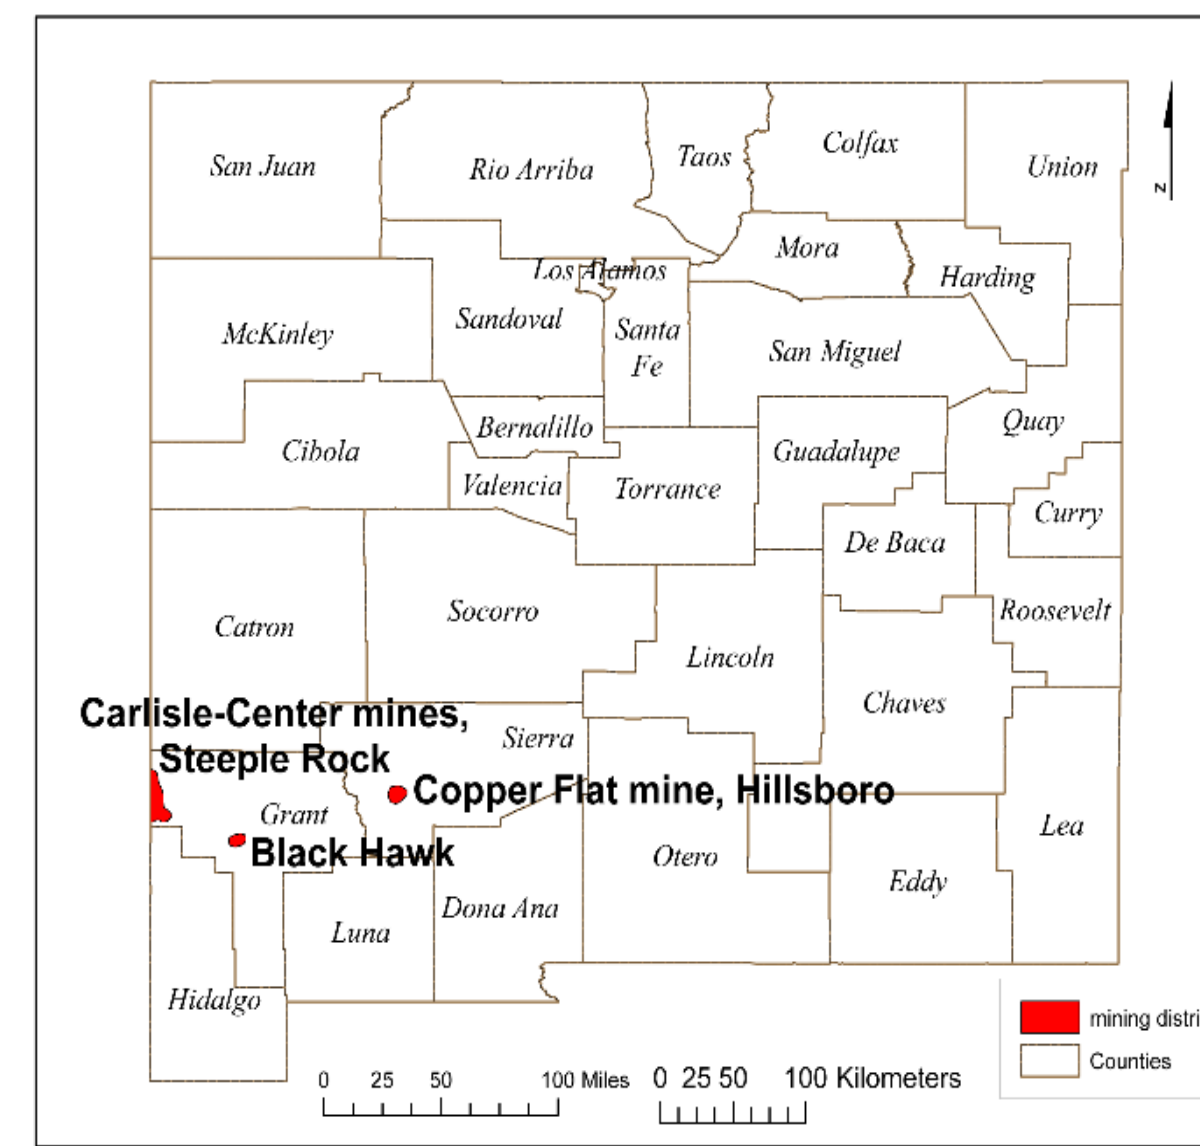 San Juan
Rio Arriba
Taos
Colfax
Union
z
Mora
Los Alamos
Harding
McKinley
Sandoval
Santa
Fe
San Miguel
Bernalillo
Quay
Cibola
Guadalupe
Valencia
Torrance
Curry
De Baca
Catron
Socorro
Roosevelt
Lincoln
Chaves
Carlisle-Center mines,
Steeple Rock
Sierra
Copper Flat mine, Hillsboro
Grant
Lea
Black Hawk
Otero
Eddy
Dona Ana
Luna
Hidalgo
mining distri
Counties
0 25 50 100 Miles
0 25 50 100 Kilometers